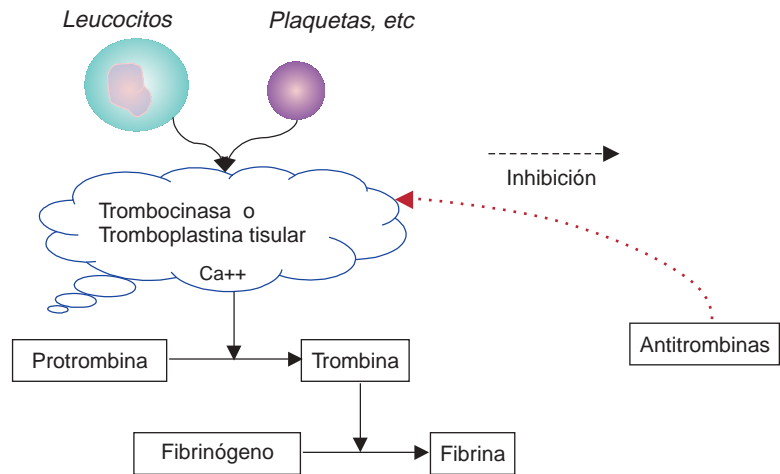 Leucocitos
Plaquetas, etc
Inhibición
Trombocinasa o
Tromboplastina tisular
Ca++
Protrombina
Trombina
Antitrombinas
Fibrinógeno
Fibrina